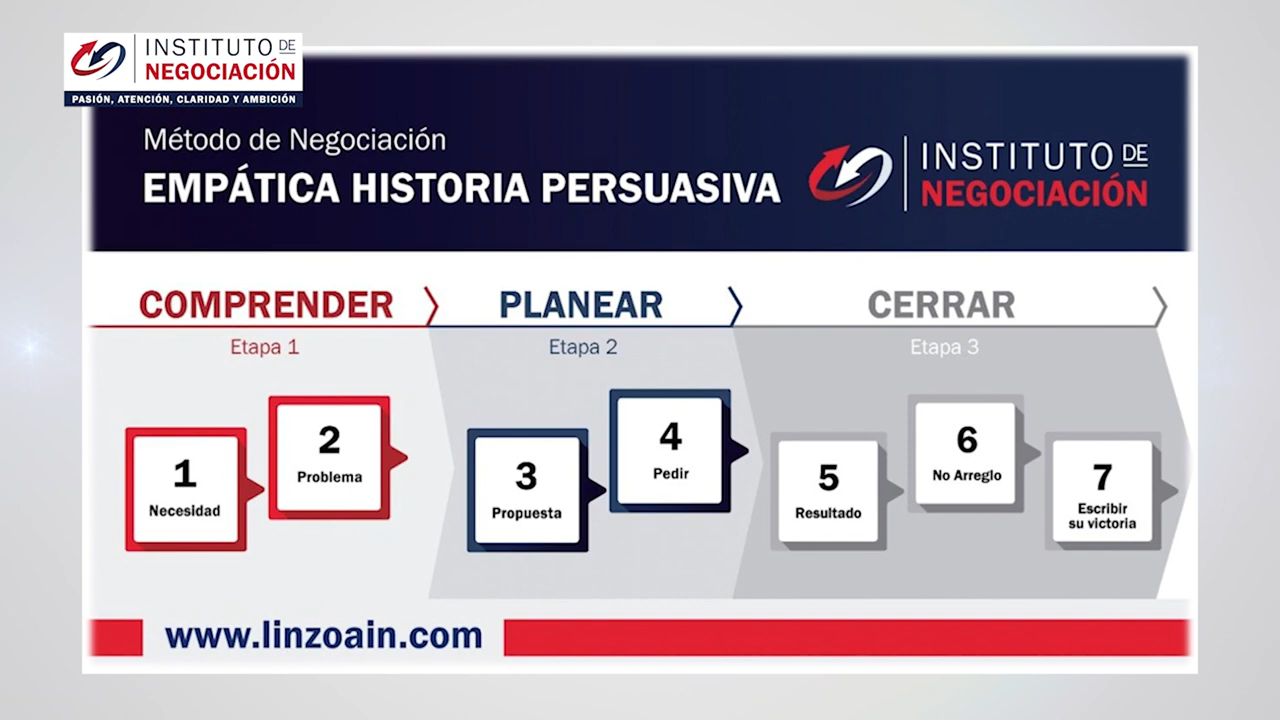 INSTITUTO DE
NEGOCIACIÓN
PASIÓN, ATENCIÓN, CLARIDAD Y AMBICIÓN
Método de Negociación
EMPÁTICA HISTORIA PERSUASIVA
INSTITUTO DE
NEGOCIACIÓN
COMPRENDER
PLANEAR
CERRAR
Etapa 1
Etapa 2
Etapa 3
1
Necesidad
2
Problema
3
Propuesta
4
Pedir
5
Resultado
6
No Arreglo
7
Escribir
su victoria
www.linzoain.com